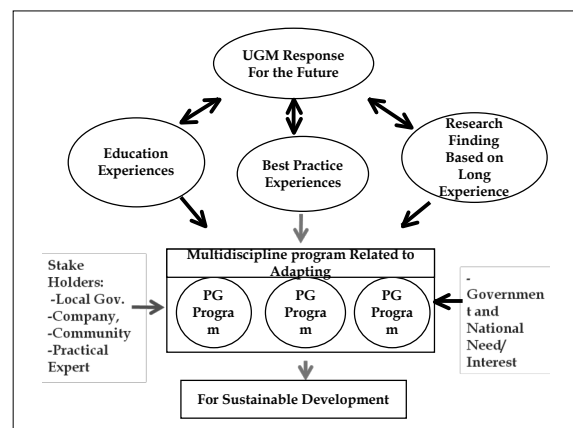 UGM Response
For the Future
Education
Experiences
Best Practice
Experiences
Research
Finding
Based on
Long
Experience
Multidiscipline program Related to
Adapting
Stake
Holders:
-Local Gov.
-Company,
-Community
-Practical
Expert
PG
Progra
m
PG
Progra
m
PG
Progra
m
-
Governmen
t and
National
Need/
Interest
For Sustainable Development